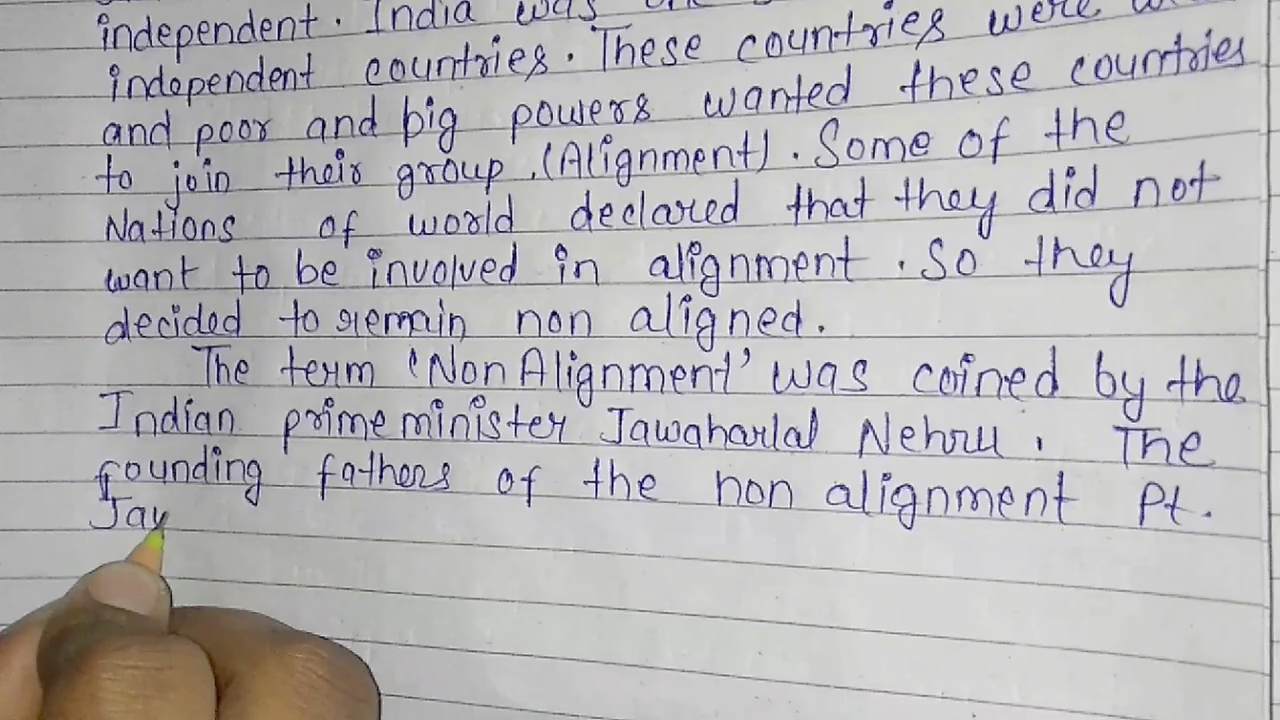 independent. India was
independent countries. These countries were
and poor and big powers wanted these countries
to join their group .(Alignment). Some of the
Nations of world declared that they did not
want to be involved in alignment. So they
decided to remain non aligned.
The term 'Non Alignment' was coined by the
Indian prime minister Jawaharlal Nehru. The
founding fathers of the non alignment Pt.
Jaw